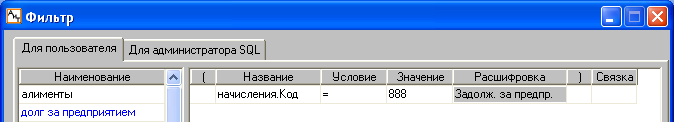 Фильтр
Для пользователя Для администратора SQL
Наименование ( Название Условие Значение Расшифровка ) Связка
алименты начисления.Код = 888 Задолж. за предпр.
долг за предприятием